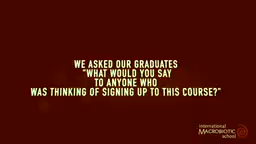 WE ASKED OUR GRADUATES
"WHAT WOULD YOU SAY
TO ANYONE WHO
WAS THINKING OF SIGNING UP TO THIS COURSE?"
international
MACROBIOTIC
school